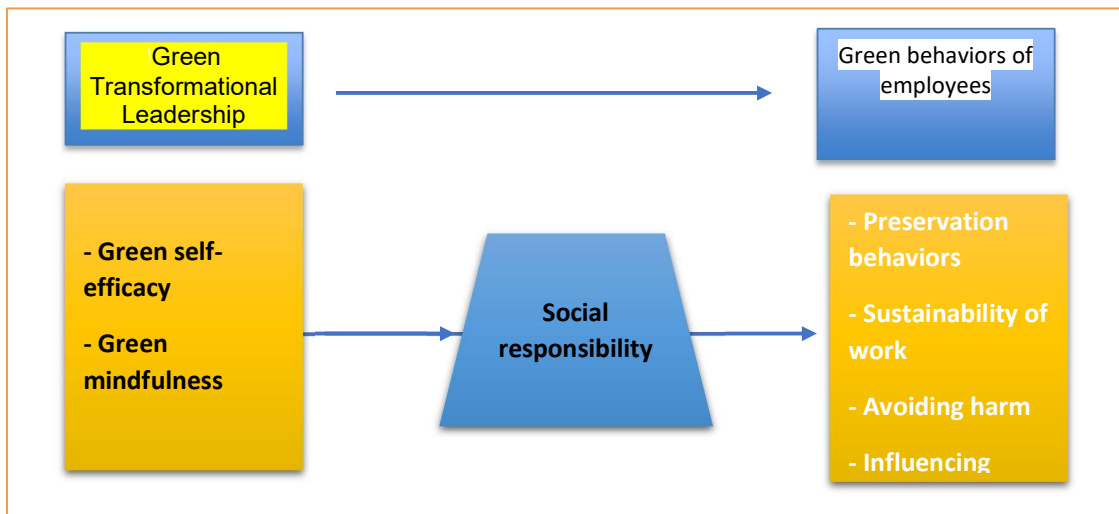 Green
Transformational
Leadership
Green behaviors of
employees
- Green self-
efficacy
- Green
mindfulness
Social
responsibility
- Preservation
behaviors
- Sustainability of
work
- Avoiding harm
- Influencing